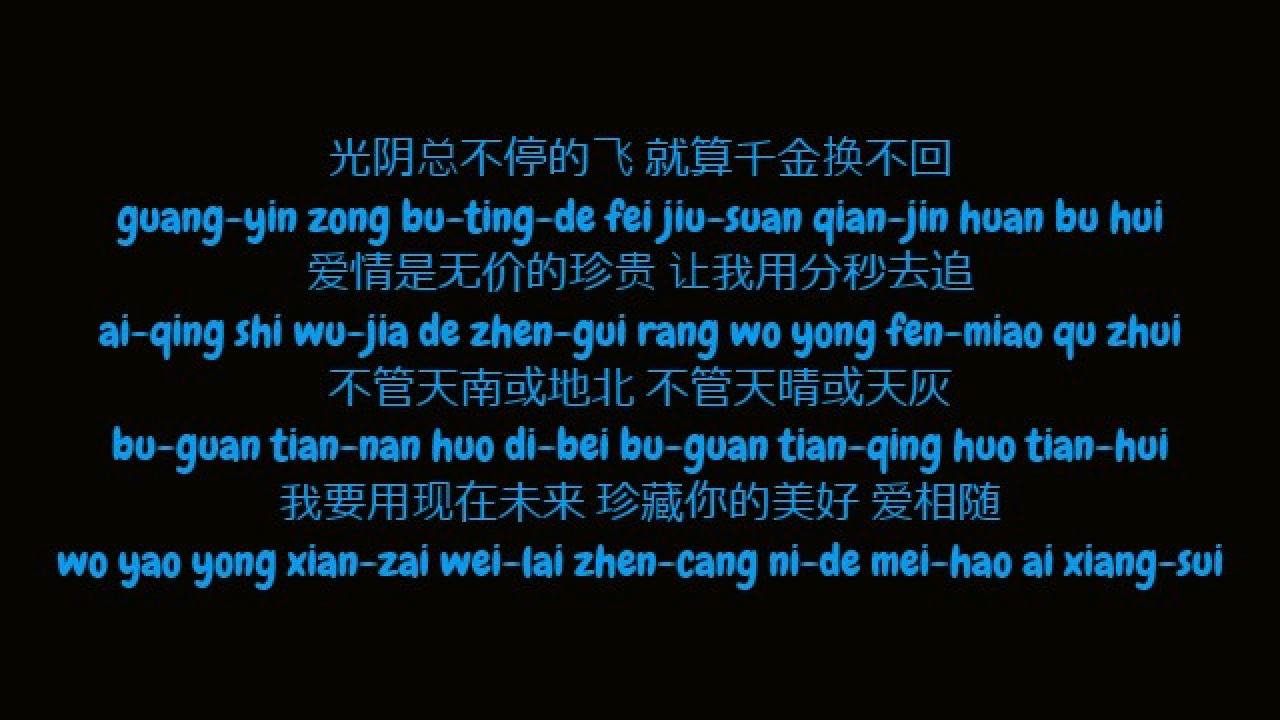 光阴总不停的飞 就算千金换不回
guang-yin zong bu-ting-de fei jiu-suan qian-jin huan bu hui
爱情是无价的珍贵 让我用分秒去追
ai-qing shi wu-jia de zhen-gui rang wo yong fen-miao qu zhui
不管天南或地北 不管天晴或天灰
bu-guan tian-nan huo di-bei bu-guan tian-qing huo tian-hui
我要用现在未来 珍藏你的美好 爱相随
wo yao yong xian-zai wei-lai zhen-cang ni-de mei-hao ai xiang-sui